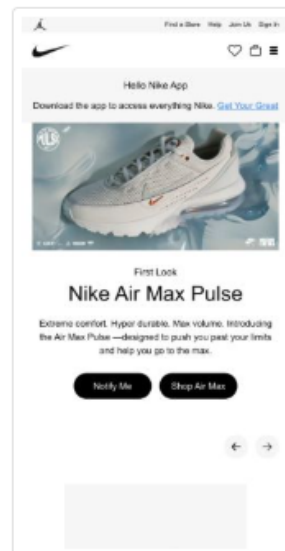 Find a Store Help Join Us Sign In
Hello Nike App
Download the app to access everything Nike. Get Your Great
PULSE
First Look
Nike Air Max Pulse
Extreme comfort. Hyper durable. Max volume. Introducing
the Air Max Pulse —designed to push you past your limits
and help you go to the max.
Notify Me Shop Air Max